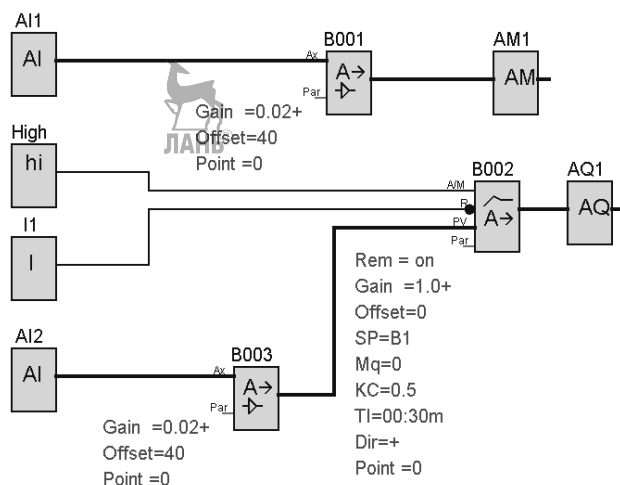 AI1
AI
B001
Ax
A→
Par
AM1
AM
Gain =0.02+
Offset=40
Point =0
ЛАНЬ®
High
hi
B002
A/M
R
PV
Par
A→
AQ1
AQ
I1
I
Rem = on
Gain =1.0+
Offset=0
SP=B1
Mq=0
KC=0.5
TI=00:30m
Dir=+
Point =0
AI2
AI
B003
Ax
A→
Par
Gain =0.02+
Offset=40
Point =0